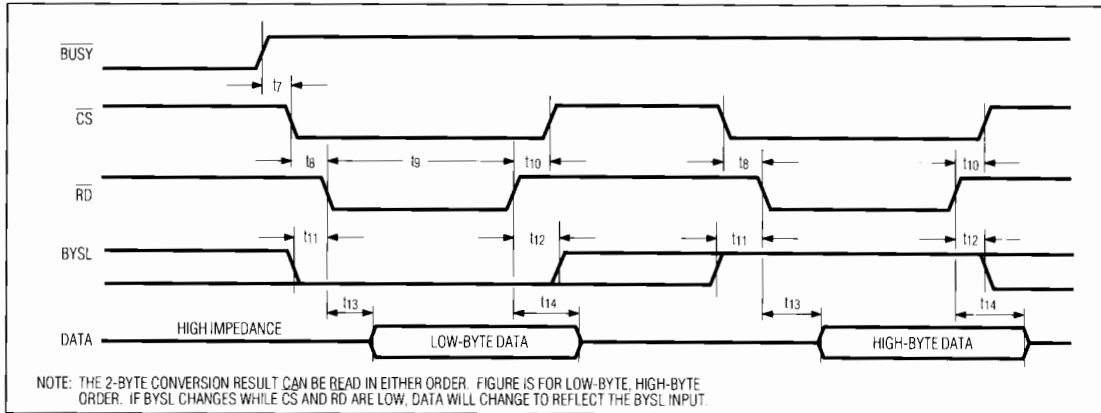 BUSY
t7
CS
t8 t9 t10 t8 t10
RD
t11 t12 t11 t12
BYSL
t13 t14 t13 t14
HIGH IMPEDANCE
DATA LOW-BYTE DATA HIGH-BYTE DATA
NOTE: THE 2-BYTE CONVERSION RESULT CAN BE READ IN EITHER ORDER. FIGURE IS FOR LOW-BYTE, HIGH-BYTE
ORDER. IF BYSL CHANGES WHILE CS AND RD ARE LOW, DATA WILL CHANGE TO REFLECT THE BYSL INPUT.